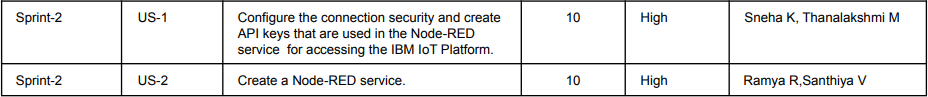 Sprint-2 US-1 Configure the connection security and create 10 High Sneha K, Thanalakshmi M
API keys that are used in the Node-RED
service for accessing the IBM IoT Platform.
Sprint-2 US-2 Create a Node-RED service. 10 High Ramya R,Santhiya V